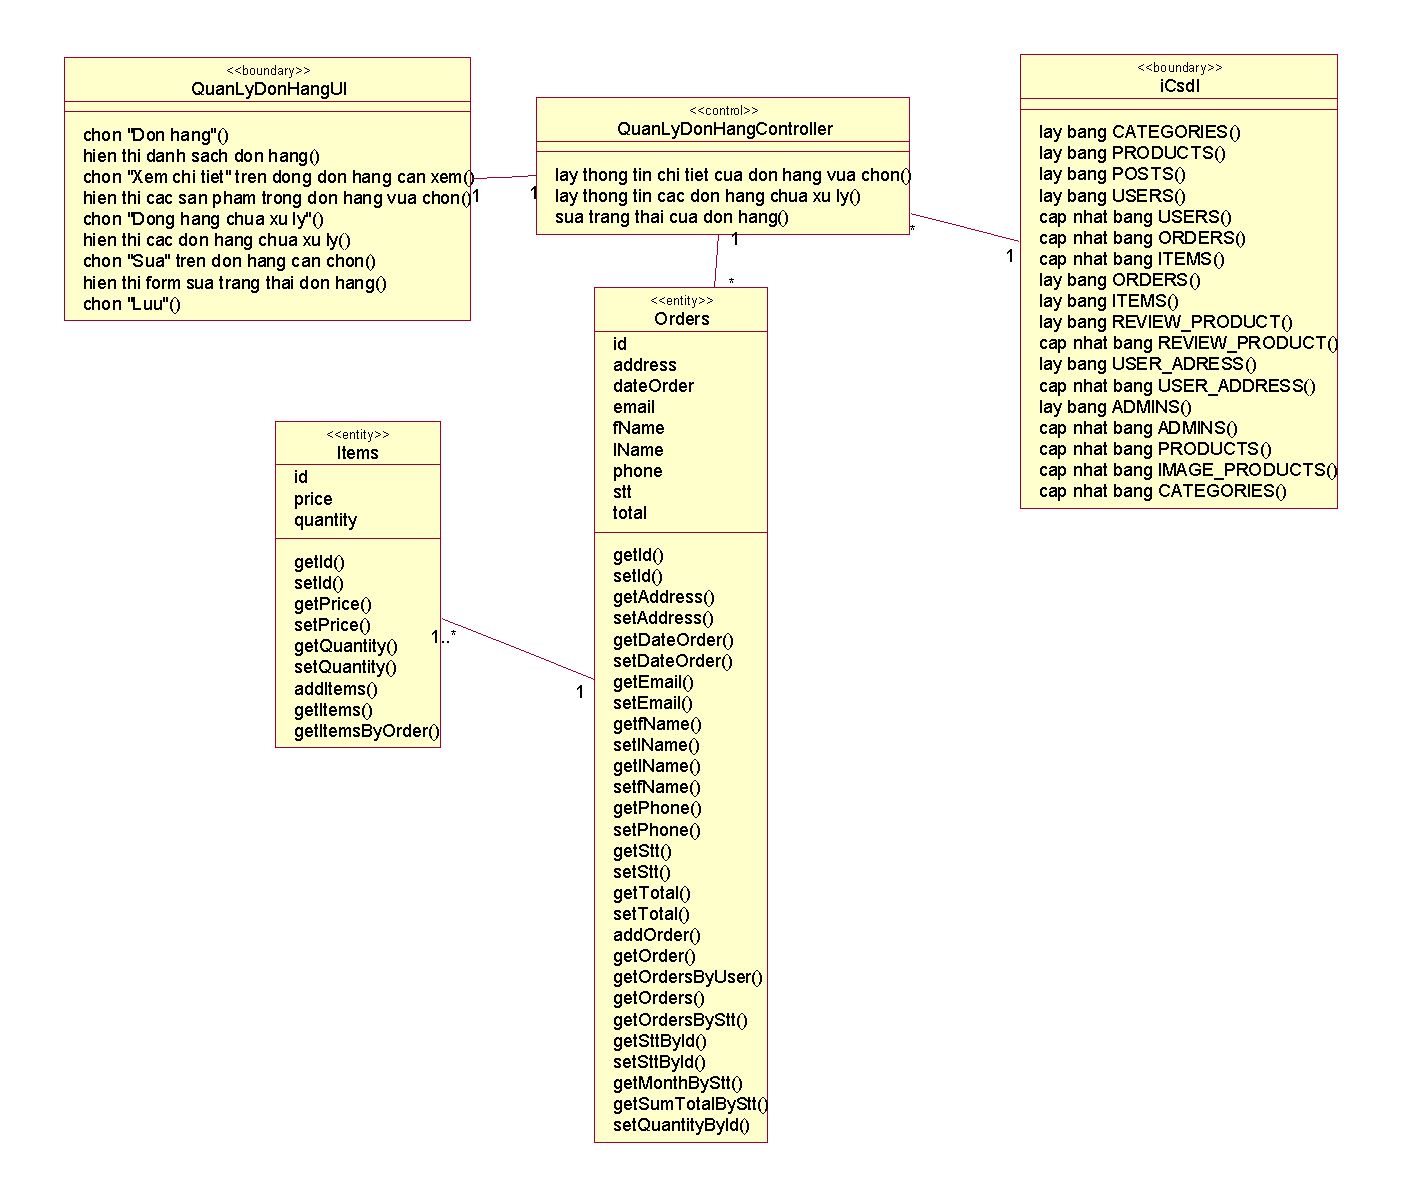 <<boundary>>
QuanLyDonHangUI
chon "Don hang"()
hien thi danh sach don hang()
chon "Xem chi tiet" tren dong don hang can xem()
hien thi cac san pham trong don hang vua chon()
chon "Dong hang chua xu ly"()
hien thi cac don hang chua xu ly()
chon "Sua" tren don hang can chon()
hien thi form sua trang thai don hang()
chon "Luu"()
1
1
<<control>>
QuanLyDonHangController
lay thong tin chi tiet cua don hang vua chon()
lay thong tin cac don hang chua xu ly()
sua trang thai cua don hang()
*
1
<<boundary>>
iCsdl
lay bang CATEGORIES()
lay bang PRODUCTS()
lay bang POSTS()
lay bang USERS()
cap nhat bang USERS()
cap nhat bang ORDERS()
cap nhat bang ITEMS()
lay bang ORDERS()
lay bang ITEMS()
lay bang REVIEW_PRODUCT()
cap nhat bang REVIEW_PRODUCT()
lay bang USER_ADRESS()
cap nhat bang USER_ADDRESS()
lay bang ADMINS()
cap nhat bang ADMINS()
cap nhat bang PRODUCTS()
cap nhat bang IMAGE_PRODUCTS()
cap nhat bang CATEGORIES()
1
*
<<entity>>
Orders
id
address
dateOrder
email
fName
lName
phone
stt
total
getId()
setId()
getAddress()
setAddress()
getDateOrder()
setDateOrder()
getEmail()
setEmail()
getfName()
setlName()
getlName()
setfName()
getPhone()
setPhone()
getStt()
setStt()
getTotal()
setTotal()
addOrder()
getOrder()
getOrdersByUser()
getOrders()
getOrdersByStt()
getSttById()
setSttById()
getMonthByStt()
getSumTotalByStt()
setQuantityById()
<<entity>>
Items
id
price
quantity
getId()
setId()
getPrice()
setPrice()
getQuantity()
setQuantity()
addItems()
getItems()
getItemsByOrder()
1..*
1